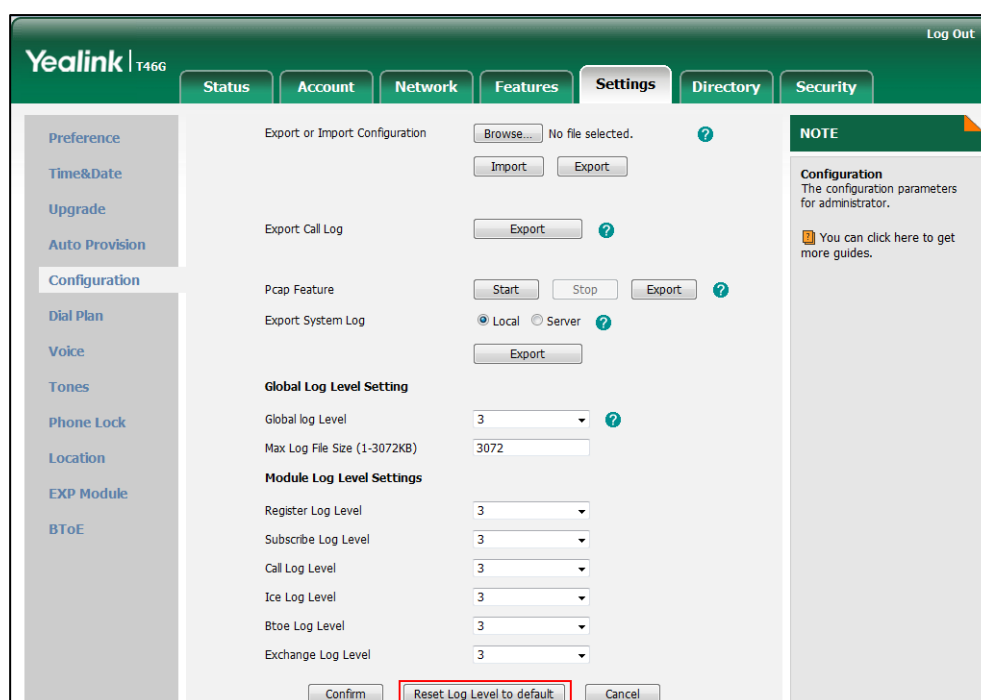 Log Out
Yealink | T46G
Status Account Network Features Settings Directory Security
Preference
Time&Date
Upgrade
Auto Provision
Configuration
Dial Plan
Voice
Tones
Phone Lock
Location
EXP Module
BToE
Export or Import Configuration Browse... No file selected. ?
Import Export
Export Call Log Export ?
Pcap Feature Start Stop Export ?
Export System Log Local Server ?
Export
Global Log Level Setting
Global log Level 3 ?
Max Log File Size (1-3072KB) 3072
Module Log Level Settings
Register Log Level 3
Subscribe Log Level 3
Call Log Level 3
Ice Log Level 3
Btoe Log Level 3
Exchange Log Level 3
Confirm Reset Log Level to default Cancel
NOTE
Configuration
The configuration parameters
for administrator.
? You can click here to get
more guides.